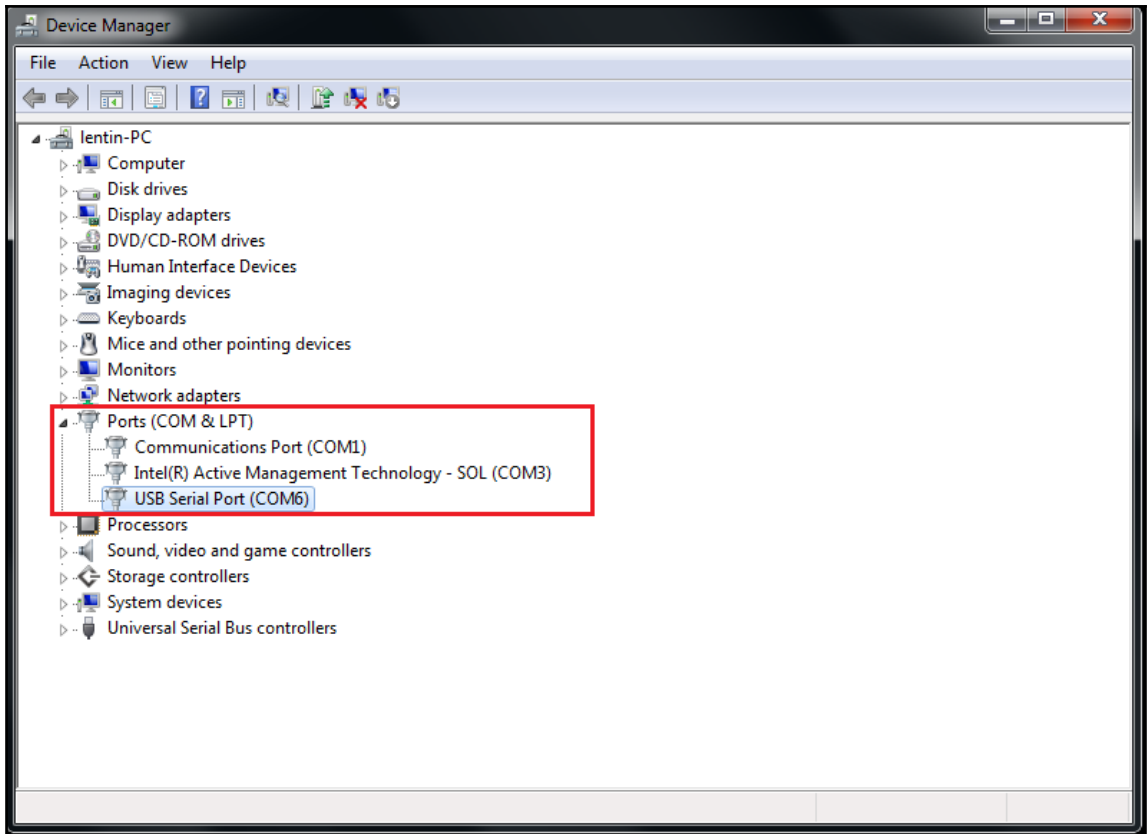 Device Manager
File Action View Help
lentin-PC
Computer
Disk drives
Display adapters
DVD/CD-ROM drives
Human Interface Devices
Imaging devices
Keyboards
Mice and other pointing devices
Monitors
Network adapters
Ports (COM & LPT)
Communications Port (COM1)
Intel(R) Active Management Technology - SOL (COM3)
USB Serial Port (COM6)
Processors
Sound, video and game controllers
Storage controllers
System devices
Universal Serial Bus controllers